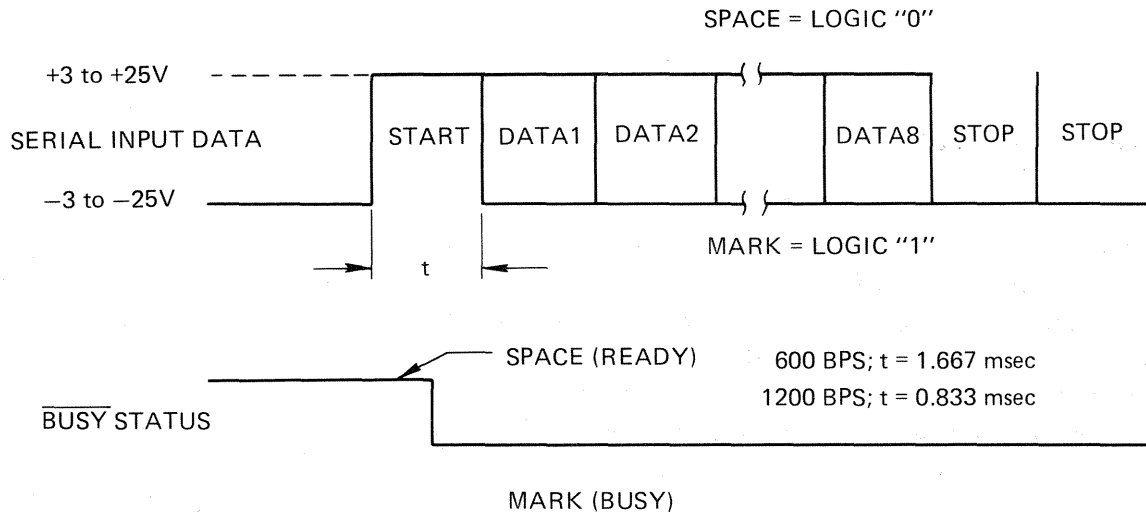 SPACE = LOGIC “0”
+3 to +25V
SERIAL INPUT DATA
START
DATA1
DATA2
DATA8
STOP
STOP
−3 to −25V
MARK = LOGIC “1”
t
SPACE (READY)
600 BPS; t = 1.667 msec
1200 BPS; t = 0.833 msec
BUSY STATUS
MARK (BUSY)